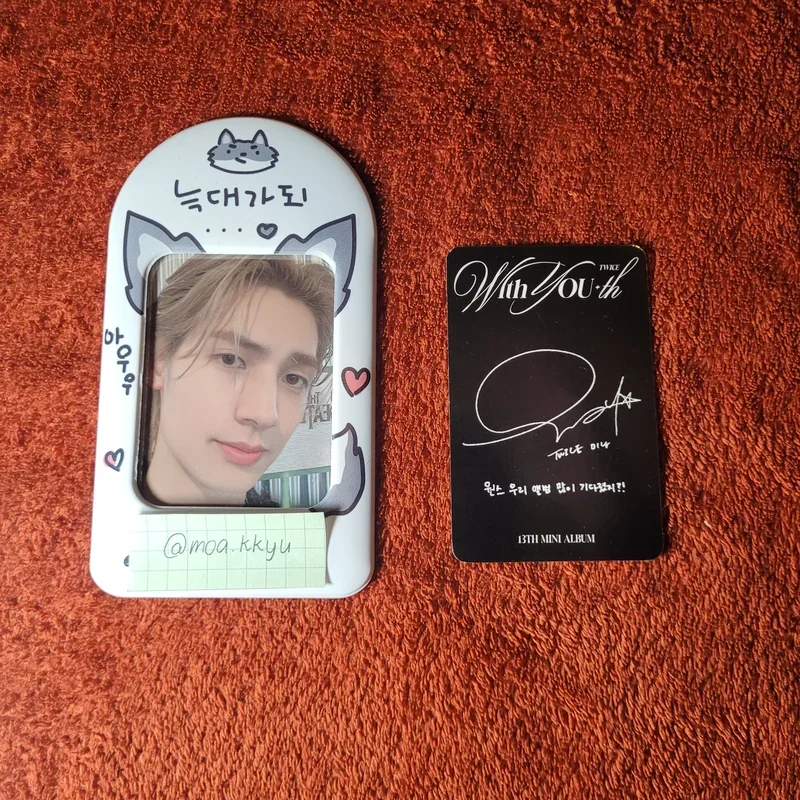 늑대가되
...
아우우
@moa.kkyu
TWICE
With YOU-th
TWICE 미나
원스 우리 앨범 많이 기다렸지?!
13TH MINI ALBUM